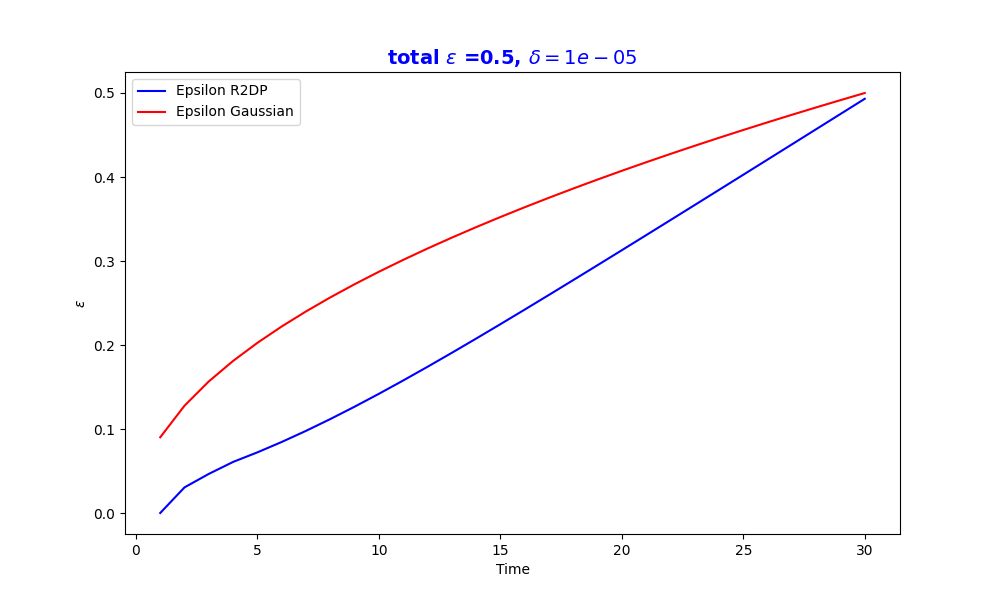 total ε =0.5, δ = 1e − 05
Epsilon R2DP
Epsilon Gaussian
0.5
0.4
0.3
0.2
0.1
0.0
ε
0 5 10 15 20 25 30
Time